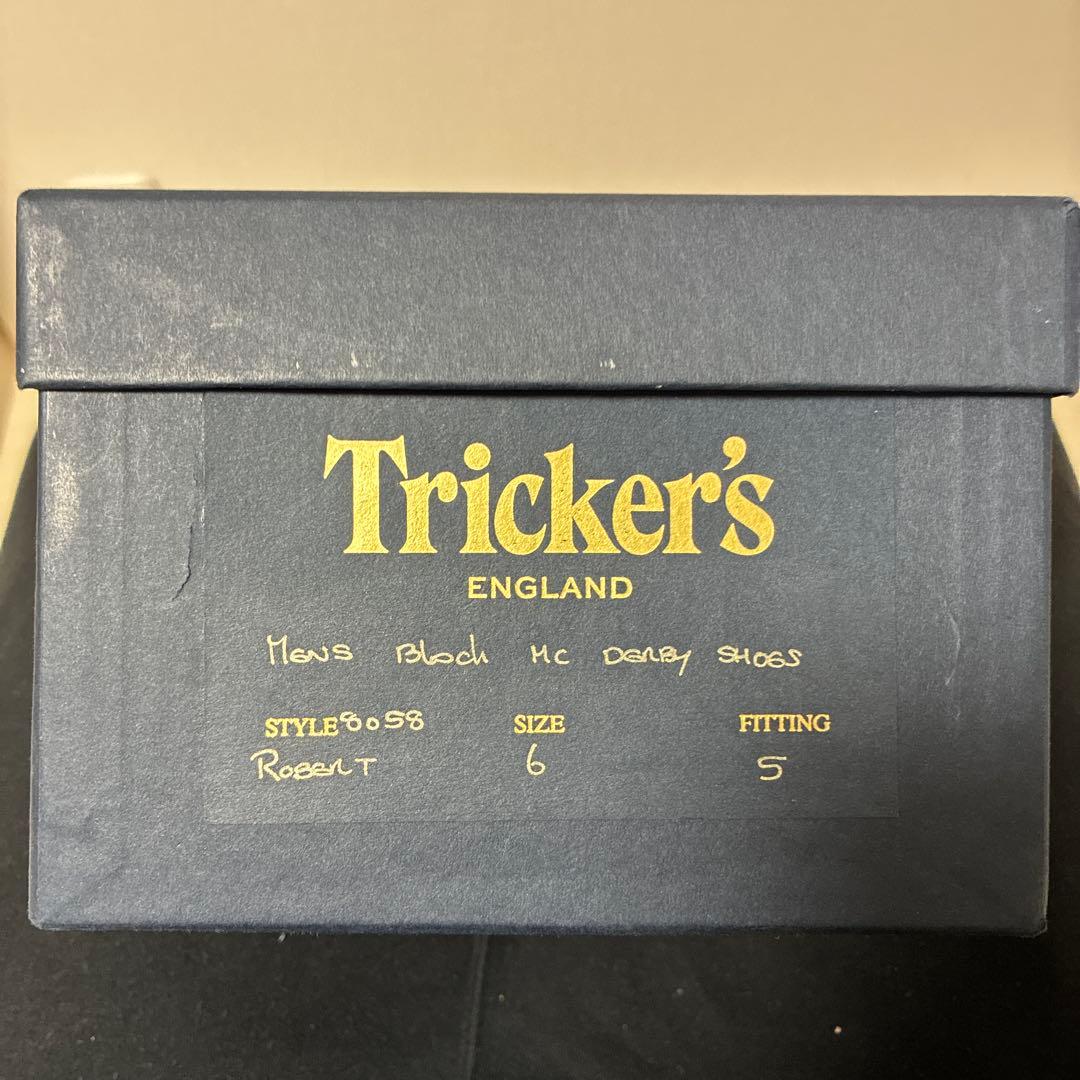 Tricker's
ENGLAND
MENS Black MC DERBY SHOES
STYLE 8058 SIZE FITTING
ROBERT 6 5